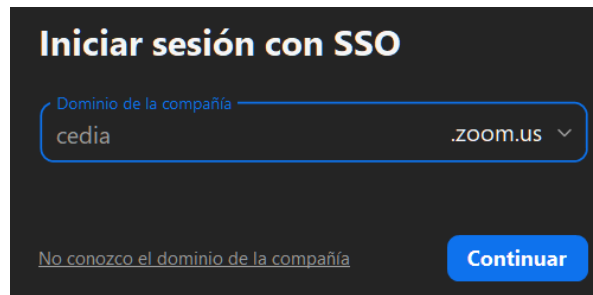 Iniciar sesión con SSO
Dominio de la compañía
cedia .zoom.us
No conozco el dominio de la compañía Continuar